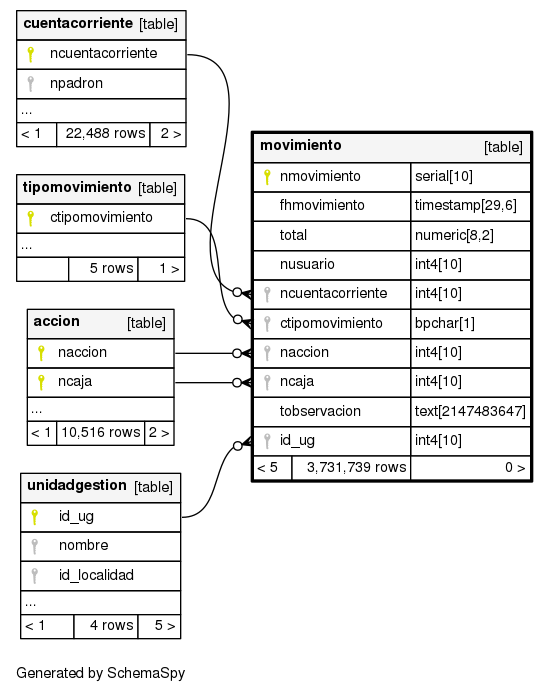 cuentacorriente [table]
ncuentacorriente
npadron
...
< 1 22,488 rows 2 >
tipomovimiento [table]
ctipomovimiento
...
5 rows 1 >
accion [table]
naccion
ncaja
...
< 1 10,516 rows 2 >
unidadgestion [table]
id_ug
nombre
id_localidad
...
< 1 4 rows 5 >
movimiento [table]
nmovimiento serial[10]
fhmovimiento timestamp[29,6]
total numeric[8,2]
nusuario int4[10]
ncuentacorriente int4[10]
ctipomovimiento bpchar[1]
naccion int4[10]
ncaja int4[10]
tobservacion text[2147483647]
id_ug int4[10]
< 5 3,731,739 rows 0 >
Generated by SchemaSpy